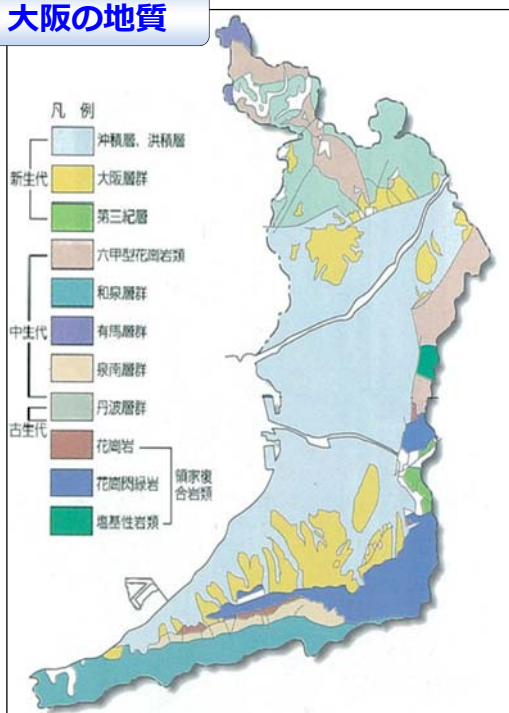 大阪の地質
凡 例
新生代
沖積層、洪積層
大阪層群
第三紀層
中生代
六甲型花崗岩類
和泉層群
有馬層群
泉南層群
古生代
丹波層群
花崗岩
花崗閃緑岩
塩基性岩類
領家複
合岩類